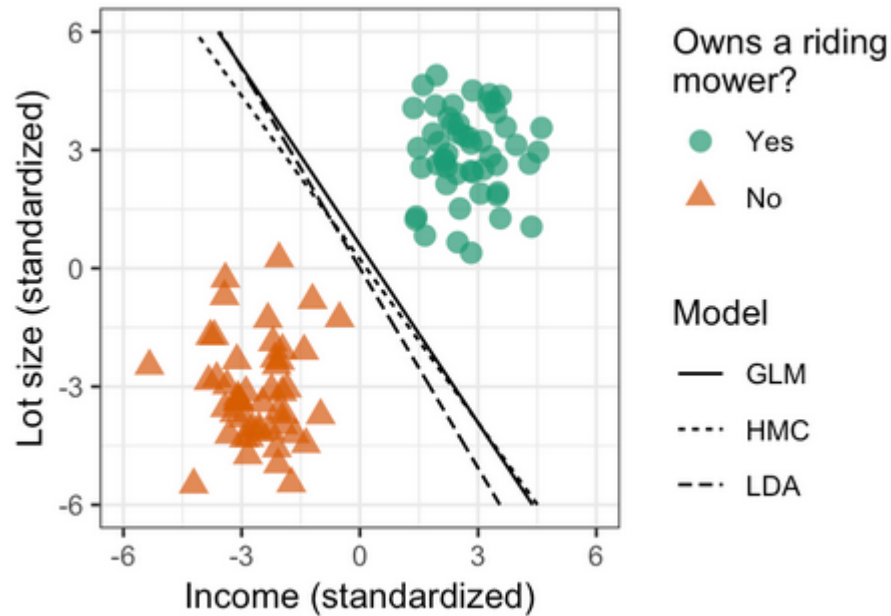 Lot size (standardized)
6
3
0
-3
-6
-6
-3
0
3
6
Income (standardized)
Owns a riding
mower?
Yes
No
Model
GLM
HMC
LDA